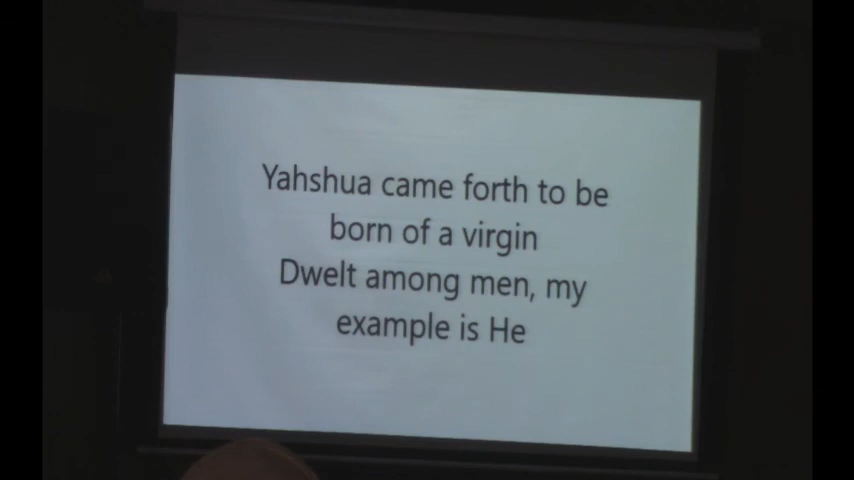 Yahshua came forth to be
born of a virgin
Dwelt among men, my
example is He